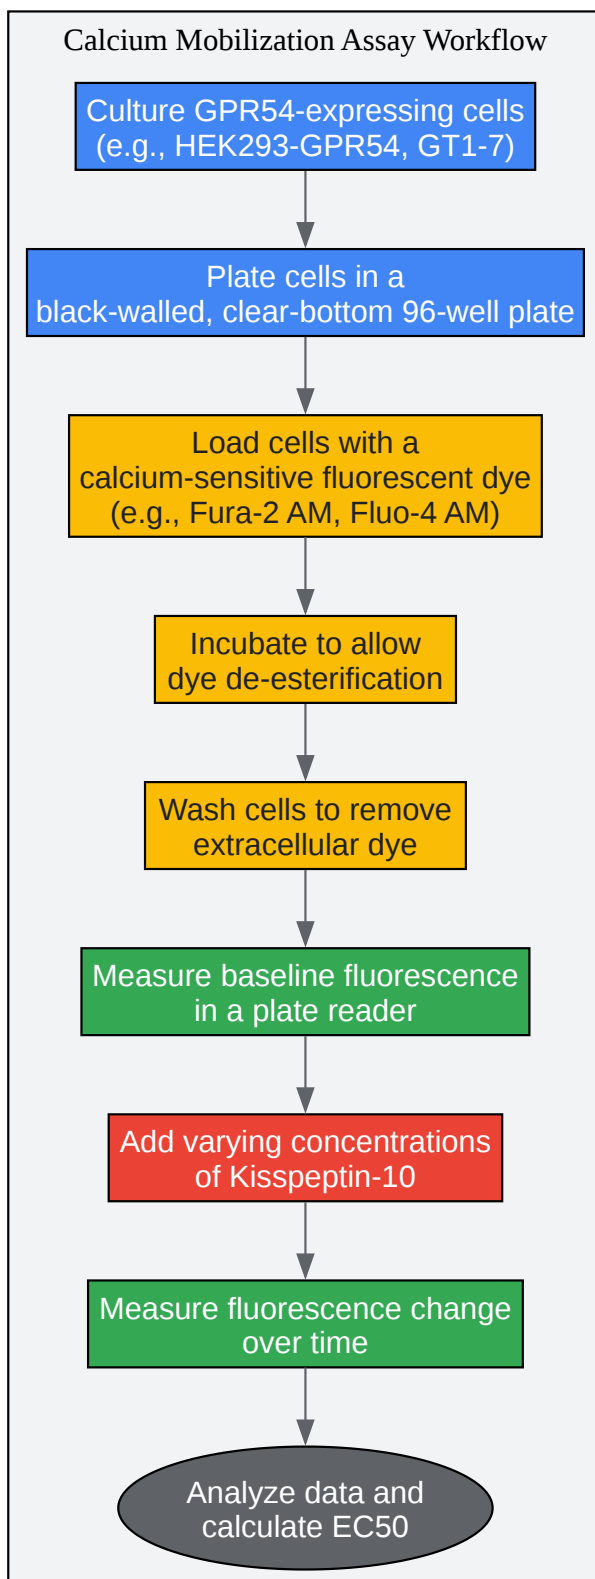 Calcium Mobilization Assay Workflow
Culture GPR54-expressing cells
(e.g., HEK293-GPR54, GT1-7)
Plate cells in a
black-walled, clear-bottom 96-well plate
Load cells with a
calcium-sensitive fluorescent dye
(e.g., Fura-2 AM, Fluo-4 AM)
Incubate to allow
dye de-esterification
Wash cells to remove
extracellular dye
Measure baseline fluorescence
in a plate reader
Add varying concentrations
of Kisspeptin-10
Measure fluorescence change
over time
Analyze data and
calculate EC50